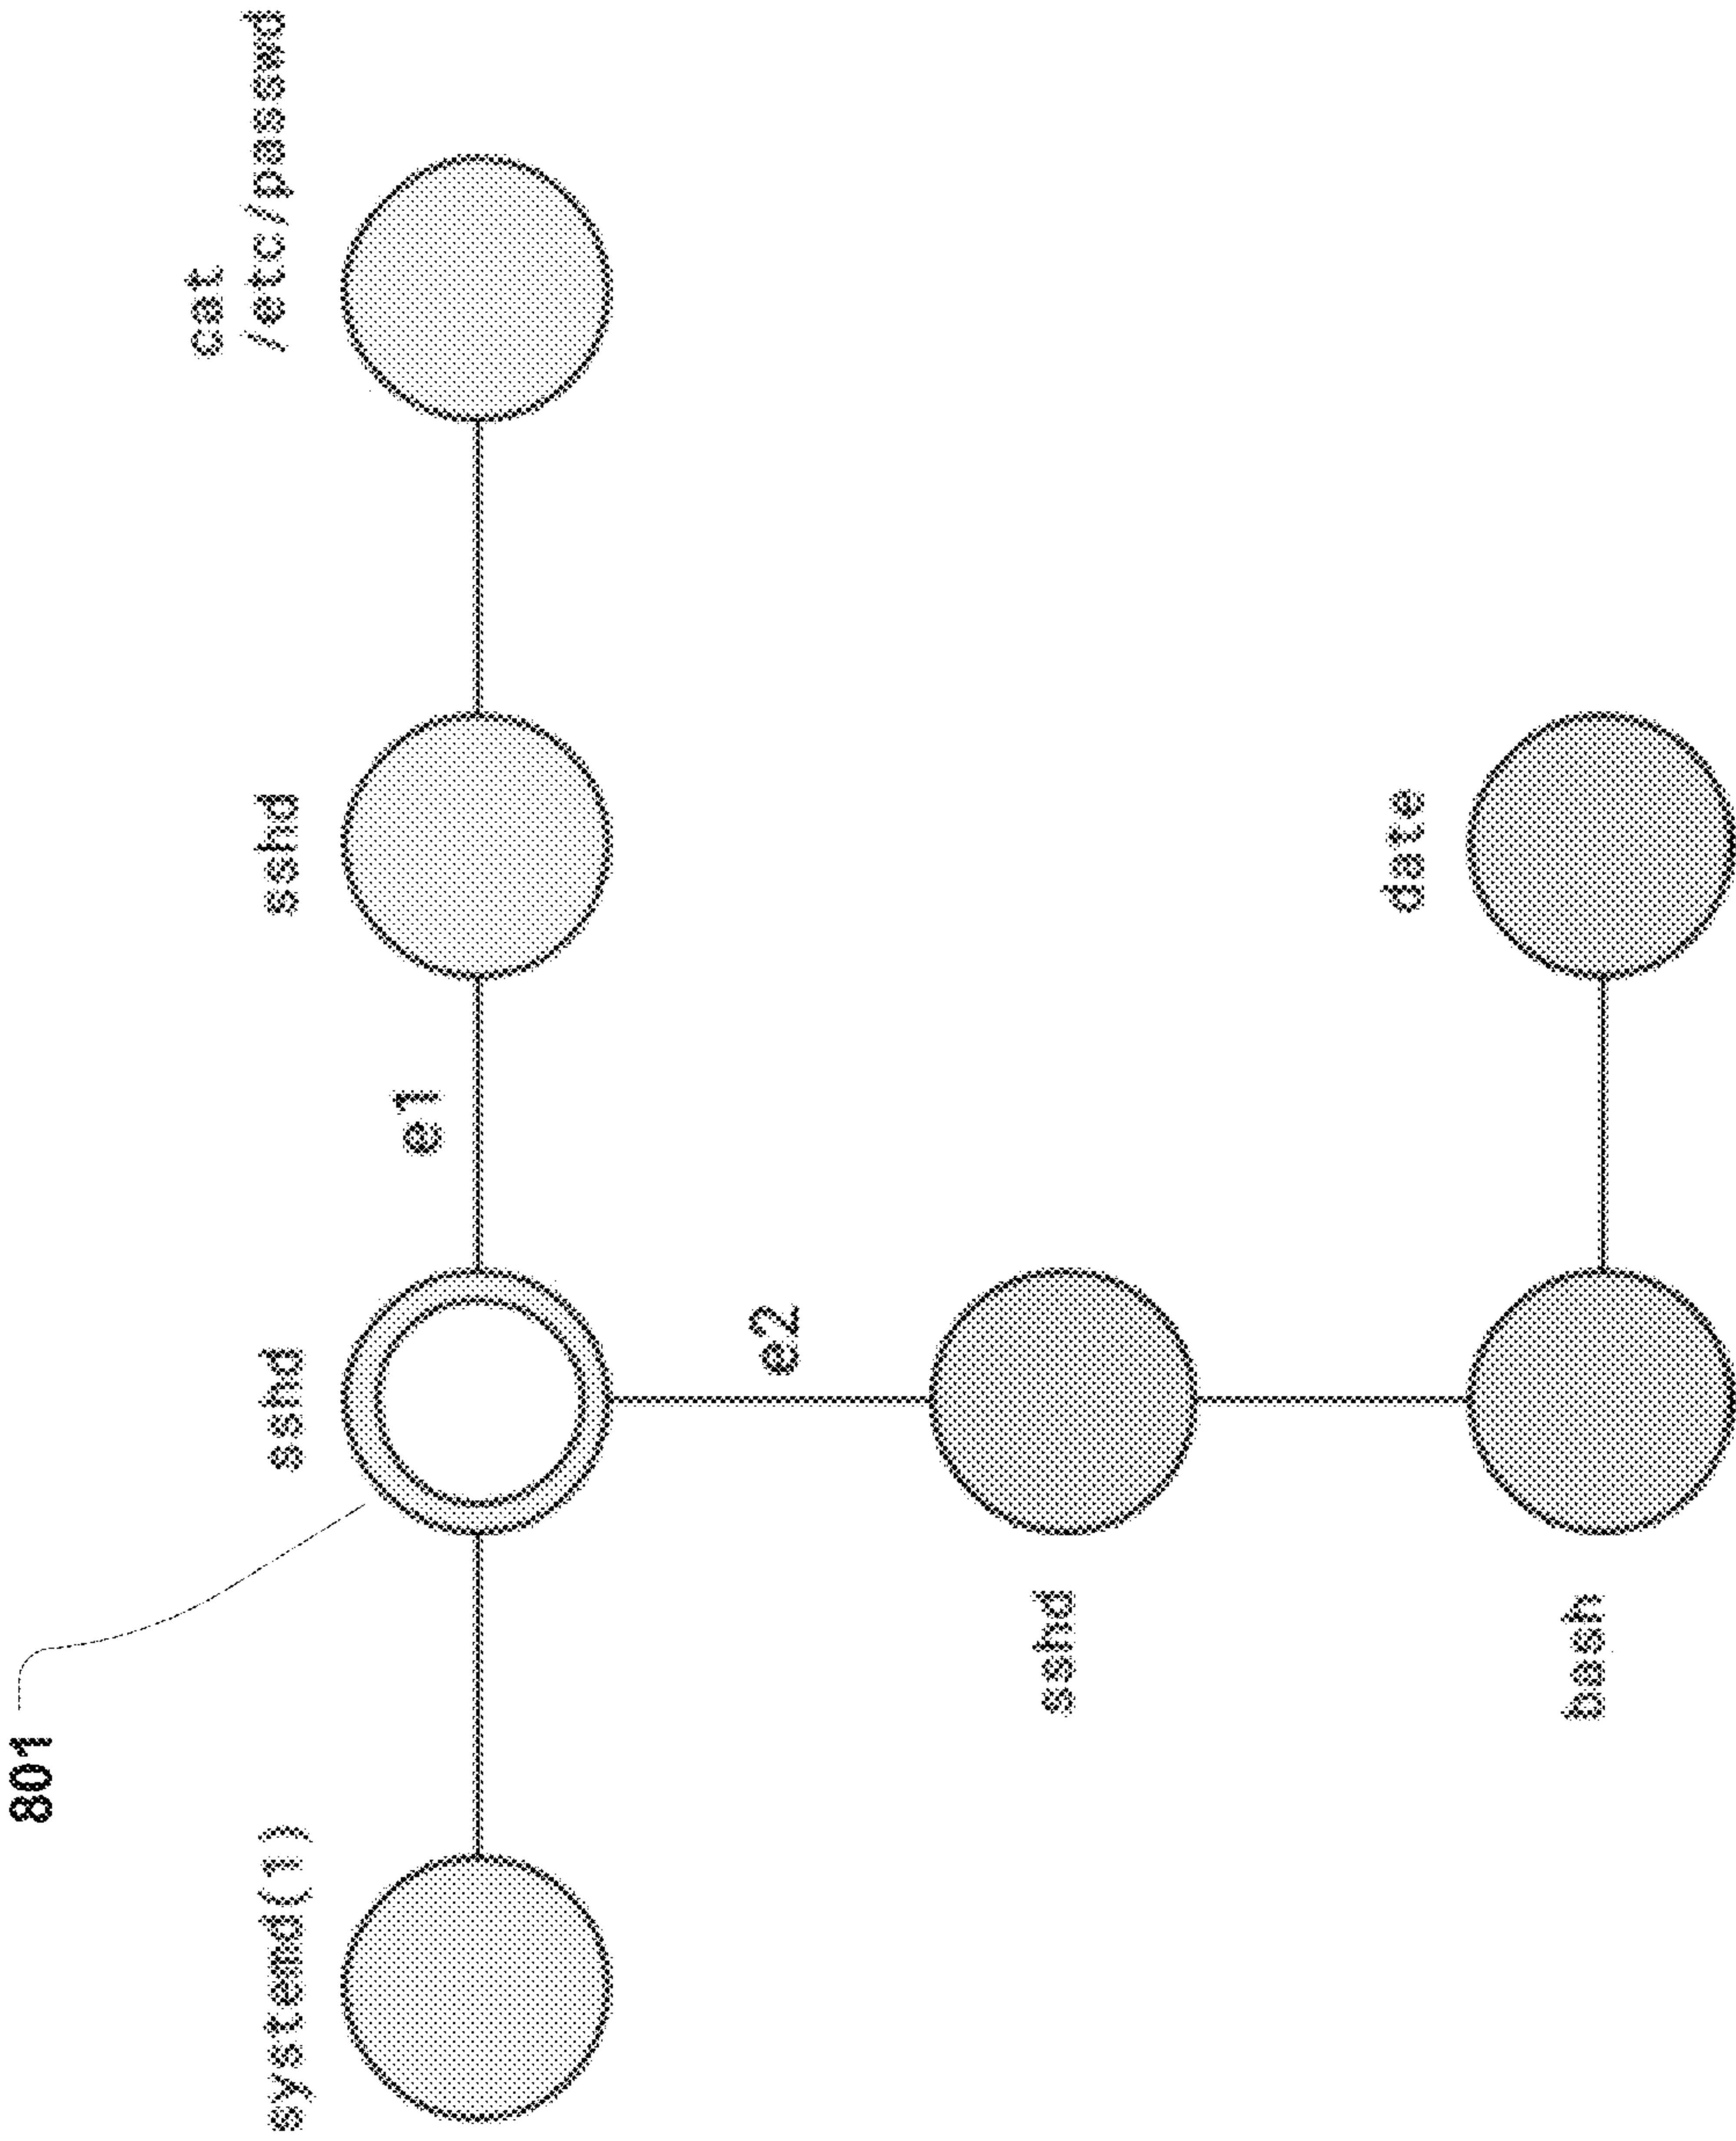 801
systemd(1)
sshd
e1
sshd
cat
/etc/passwd
e2
sshd
bash
date